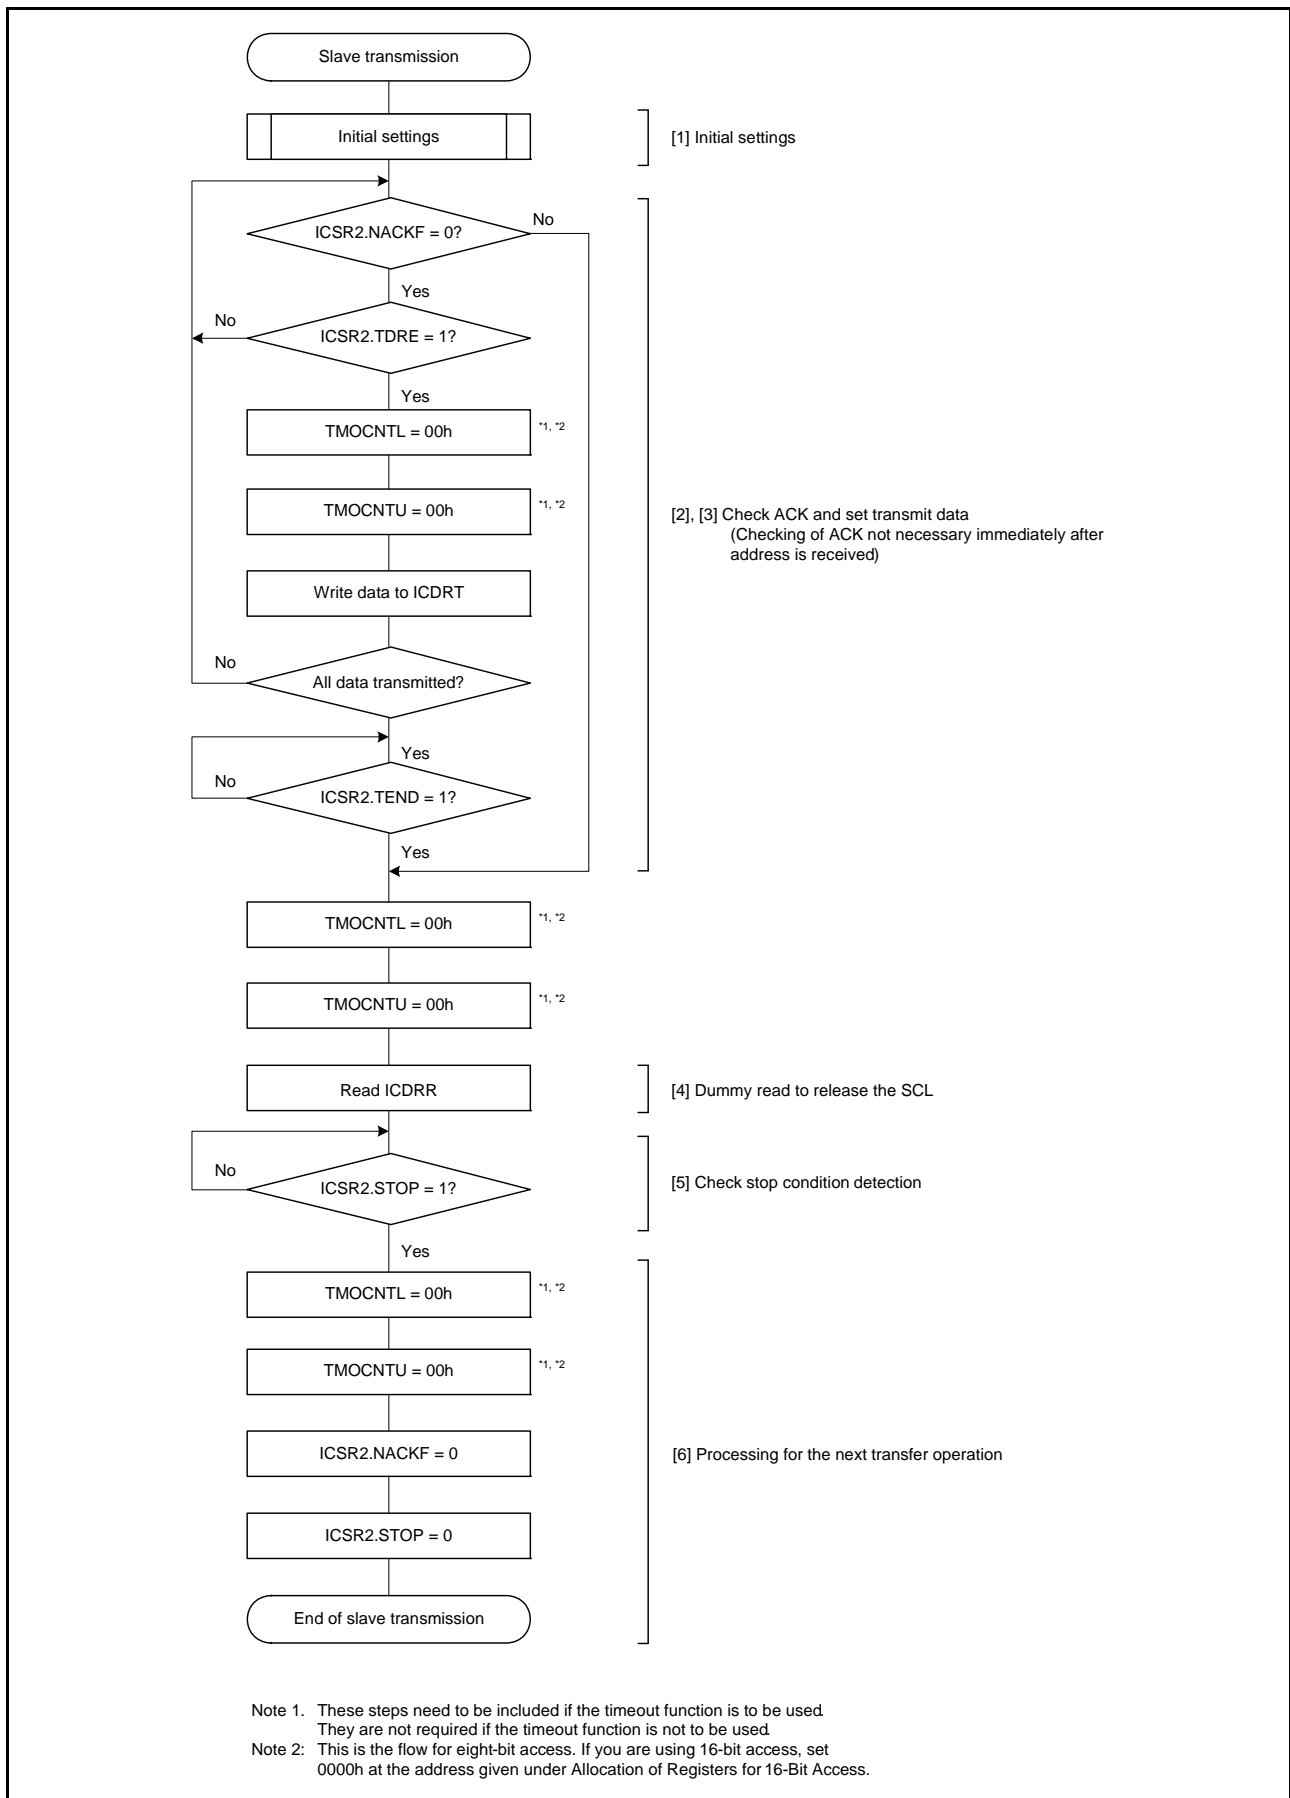 Slave transmission
Initial settings
[1] Initial settings
ICSR2.NACKF = 0?
No
Yes
No
ICSR2.TDRE = 1?
Yes
TMOCNTL = 00h
*1, *2
TMOCNTU = 00h
*1, *2
[2], [3] Check ACK and set transmit data
(Checking of ACK not necessary immediately after
address is received)
Write data to ICDRT
No
All data transmitted?
Yes
No
ICSR2.TEND = 1?
Yes
TMOCNTL = 00h
*1, *2
TMOCNTU = 00h
*1, *2
Read ICDRR
[4] Dummy read to release the SCL
No
ICSR2.STOP = 1?
[5] Check stop condition detection
Yes
TMOCNTL = 00h
*1, *2
TMOCNTU = 00h
*1, *2
ICSR2.NACKF = 0
[6] Processing for the next transfer operation
ICSR2.STOP = 0
End of slave transmission
Note 1. These steps need to be included if the timeout function is to be used.
They are not required if the timeout function is not to be used.
Note 2: This is the flow for eight-bit access. If you are using 16-bit access, set
0000h at the address given under Allocation of Registers for 16-Bit Access.